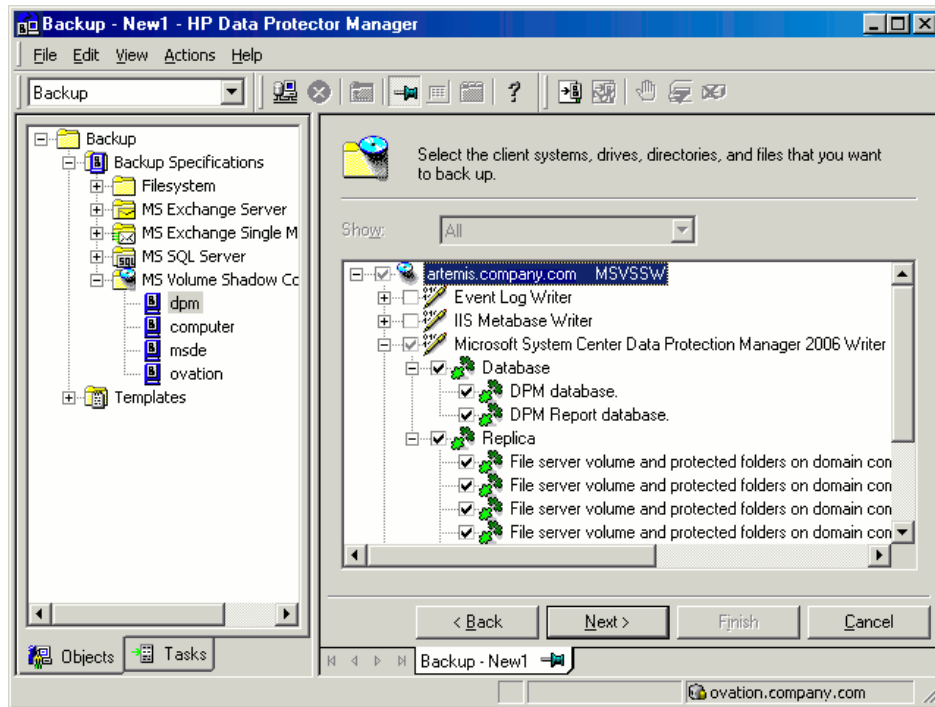 Backup - New1 - HP Data Protector Manager
File Edit View Actions Help
Backup
Backup
Backup Specifications
Filesystem
MS Exchange Server
MS Exchange Single M
MS SQL Server
MS Volume Shadow Co
dpm
computer
msde
ovation
Templates
Objects
Tasks
Select the client systems, drives, directories, and files that you want
to back up.
Show:
All
artemis.company.com MSVSSW
Event Log Writer
IIS Metabase Writer
Microsoft System Center Data Protection Manager 2006 Writer
Database
DPM database.
DPM Report database.
Replica
File server volume and protected folders on domain con
File server volume and protected folders on domain con
File server volume and protected folders on domain con
File server volume and protected folders on domain con
< Back
Next >
Finish
Cancel
Backup - New1
ovation.company.com